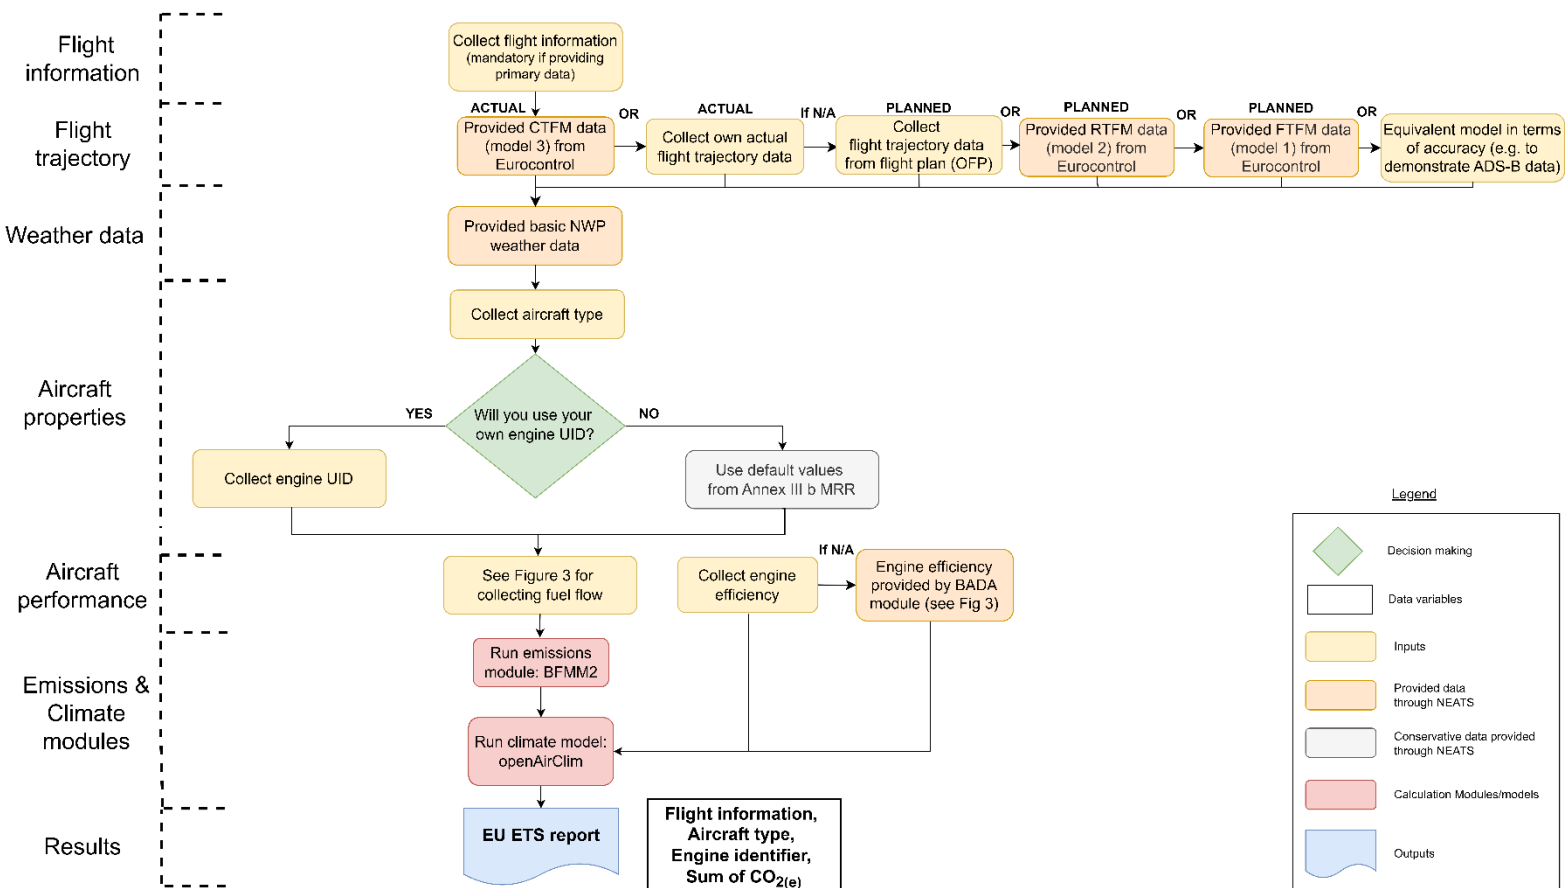 Flight
information
Collect flight information
(mandatory if providing
primary data)
Flight
trajectory
ACTUAL
Provided CTFM data
(model 3) from
Eurocontrol
OR
ACTUAL
Collect own actual
flight trajectory data
If N/A
PLANNED
Collect
flight trajectory data
from flight plan (OFP)
OR
PLANNED
Provided RTFM data
(model 2) from
Eurocontrol
OR
PLANNED
Provided FTFM data
(model 1) from
Eurocontrol
OR
Equivalent model in terms
of accuracy (e.g. to
demonstrate ADS-B data)
Weather data
Provided basic NWP
weather data
Aircraft
properties
Collect aircraft type
Will you use your
own engine UID?
YES
NO
Collect engine UID
Use default values
from Annex III b MRR
Aircraft
performance
See Figure 3 for
collecting fuel flow
Collect engine
efficiency
If N/A
Engine efficiency
provided by BADA
module (see Fig 3)
Emissions &
Climate
modules
Run emissions
module: BFMM2
Run climate model:
openAirClim
Results
EU ETS report
Flight information,
Aircraft type,
Engine identifier,
Sum of CO2(e)
Legend
Decision making
Data variables
Inputs
Provided data
through NEATS
Conservative data provided
through NEATS
Calculation Modules/models
Outputs